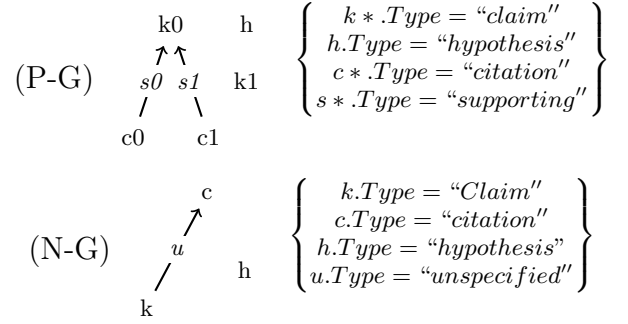 k0 h
(P-G) s0 s1 k1
c0 c1
k * .Type = “claim″
h.Type = “hypothesis″
c * .Type = “citation″
s * .Type = “supporting″
c
(N-G) u
h
k
k.Type = “Claim″
c.Type = “citation″
h.Type = “hypothesis”
u.Type = “unspecified″